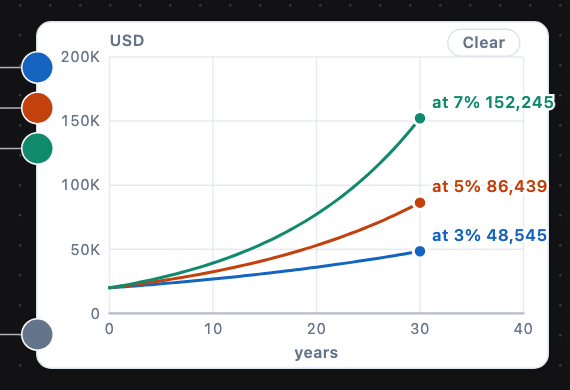 USD
Clear
200K
150K
100K
50K
0
at 7% 152,245
at 5% 86,439
at 3% 48,545
0 10 20 30 40
years